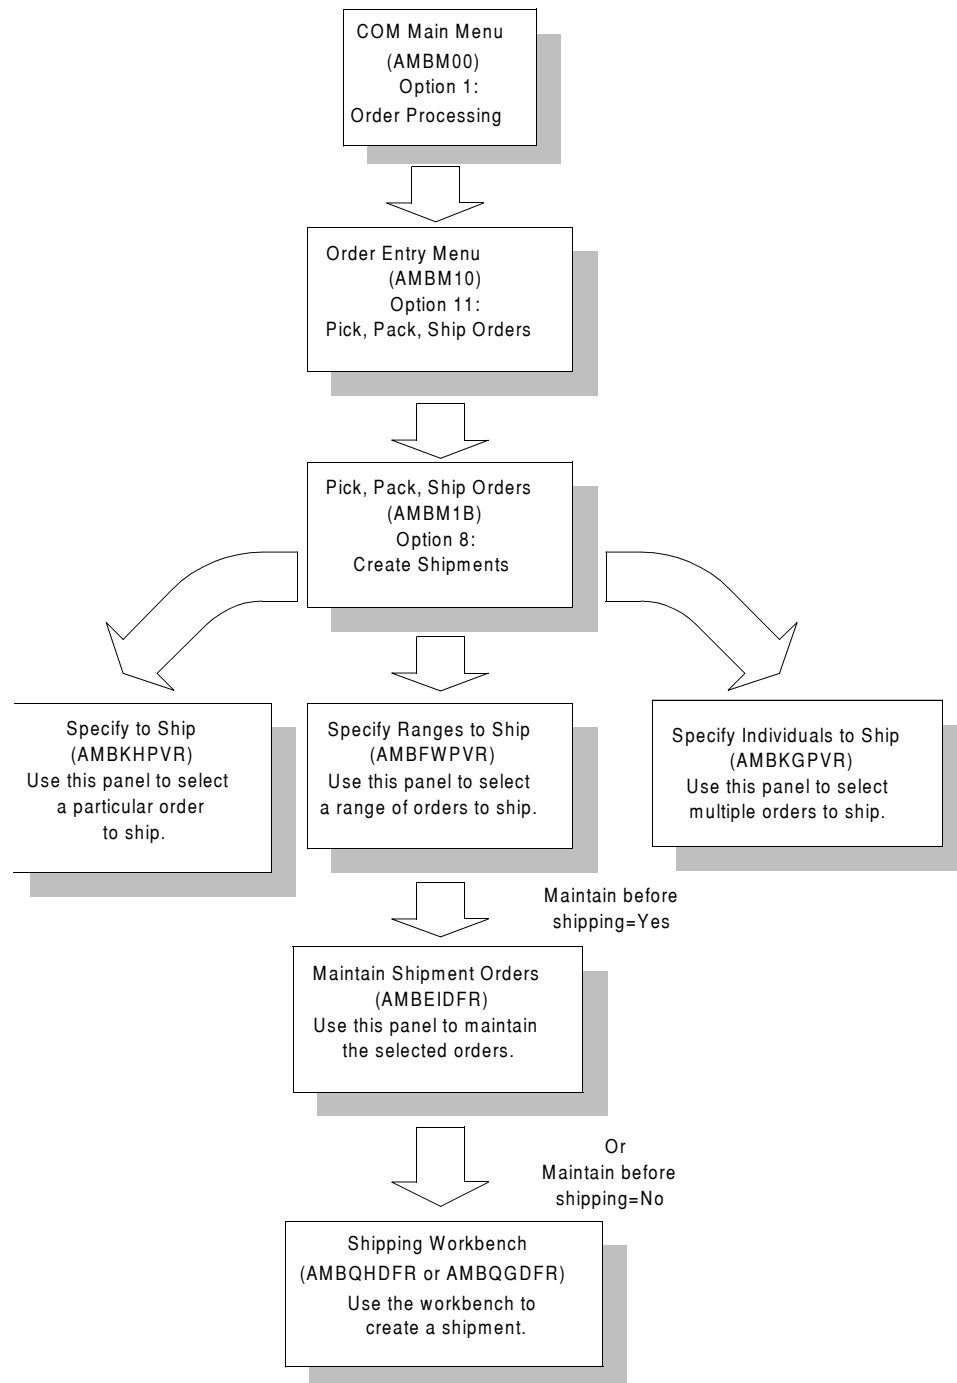 COM Main Menu
(AMBM00)
Option 1:
Order Processing
Order Entry Menu
(AMBM10)
Option 11:
Pick, Pack, Ship Orders
Pick, Pack, Ship Orders
(AMBM1B)
Option 8:
Create Shipments
Specify to Ship
(AMBKHPVR)
Use this panel to select
a particular order
to ship.
Specify Ranges to Ship
(AMBFWPVR)
Use this panel to select
a range of orders to ship.
Specify Individuals to Ship
(AMBKGPVR)
Use this panel to select
multiple orders to ship.
Maintain before
shipping=Yes
Maintain Shipment Orders
(AMBEIDFR)
Use this panel to maintain
the selected orders.
Or
Maintain before
shipping=No
Shipping Workbench
(AMBQHDFR or AMBQGDFR)
Use the workbench to
create a shipment.